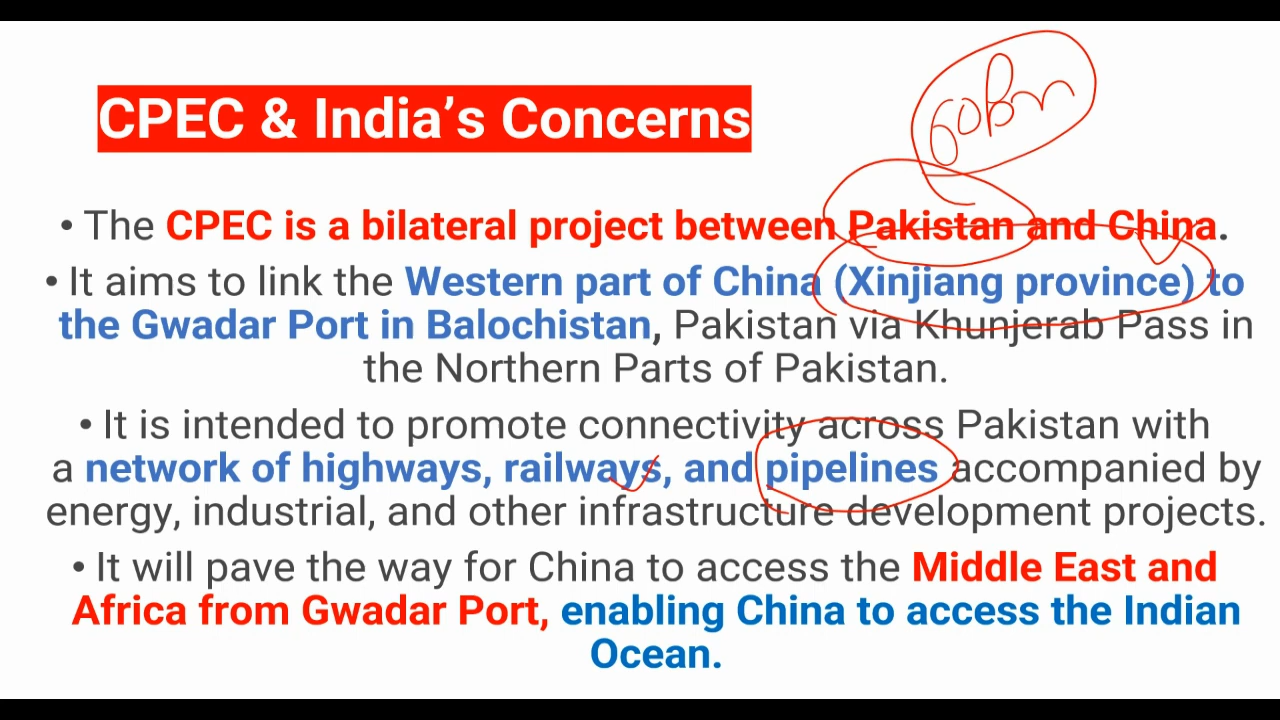 60Bn
CPEC & India’s Concerns
• The CPEC is a bilateral project between Pakistan and China.
• It aims to link the Western part of China (Xinjiang province) to
the Gwadar Port in Balochistan, Pakistan via Khunjerab Pass in
the Northern Parts of Pakistan.
• It is intended to promote connectivity across Pakistan with
a network of highways, railways, and pipelines accompanied by
energy, industrial, and other infrastructure development projects.
• It will pave the way for China to access the Middle East and
Africa from Gwadar Port, enabling China to access the Indian
Ocean.